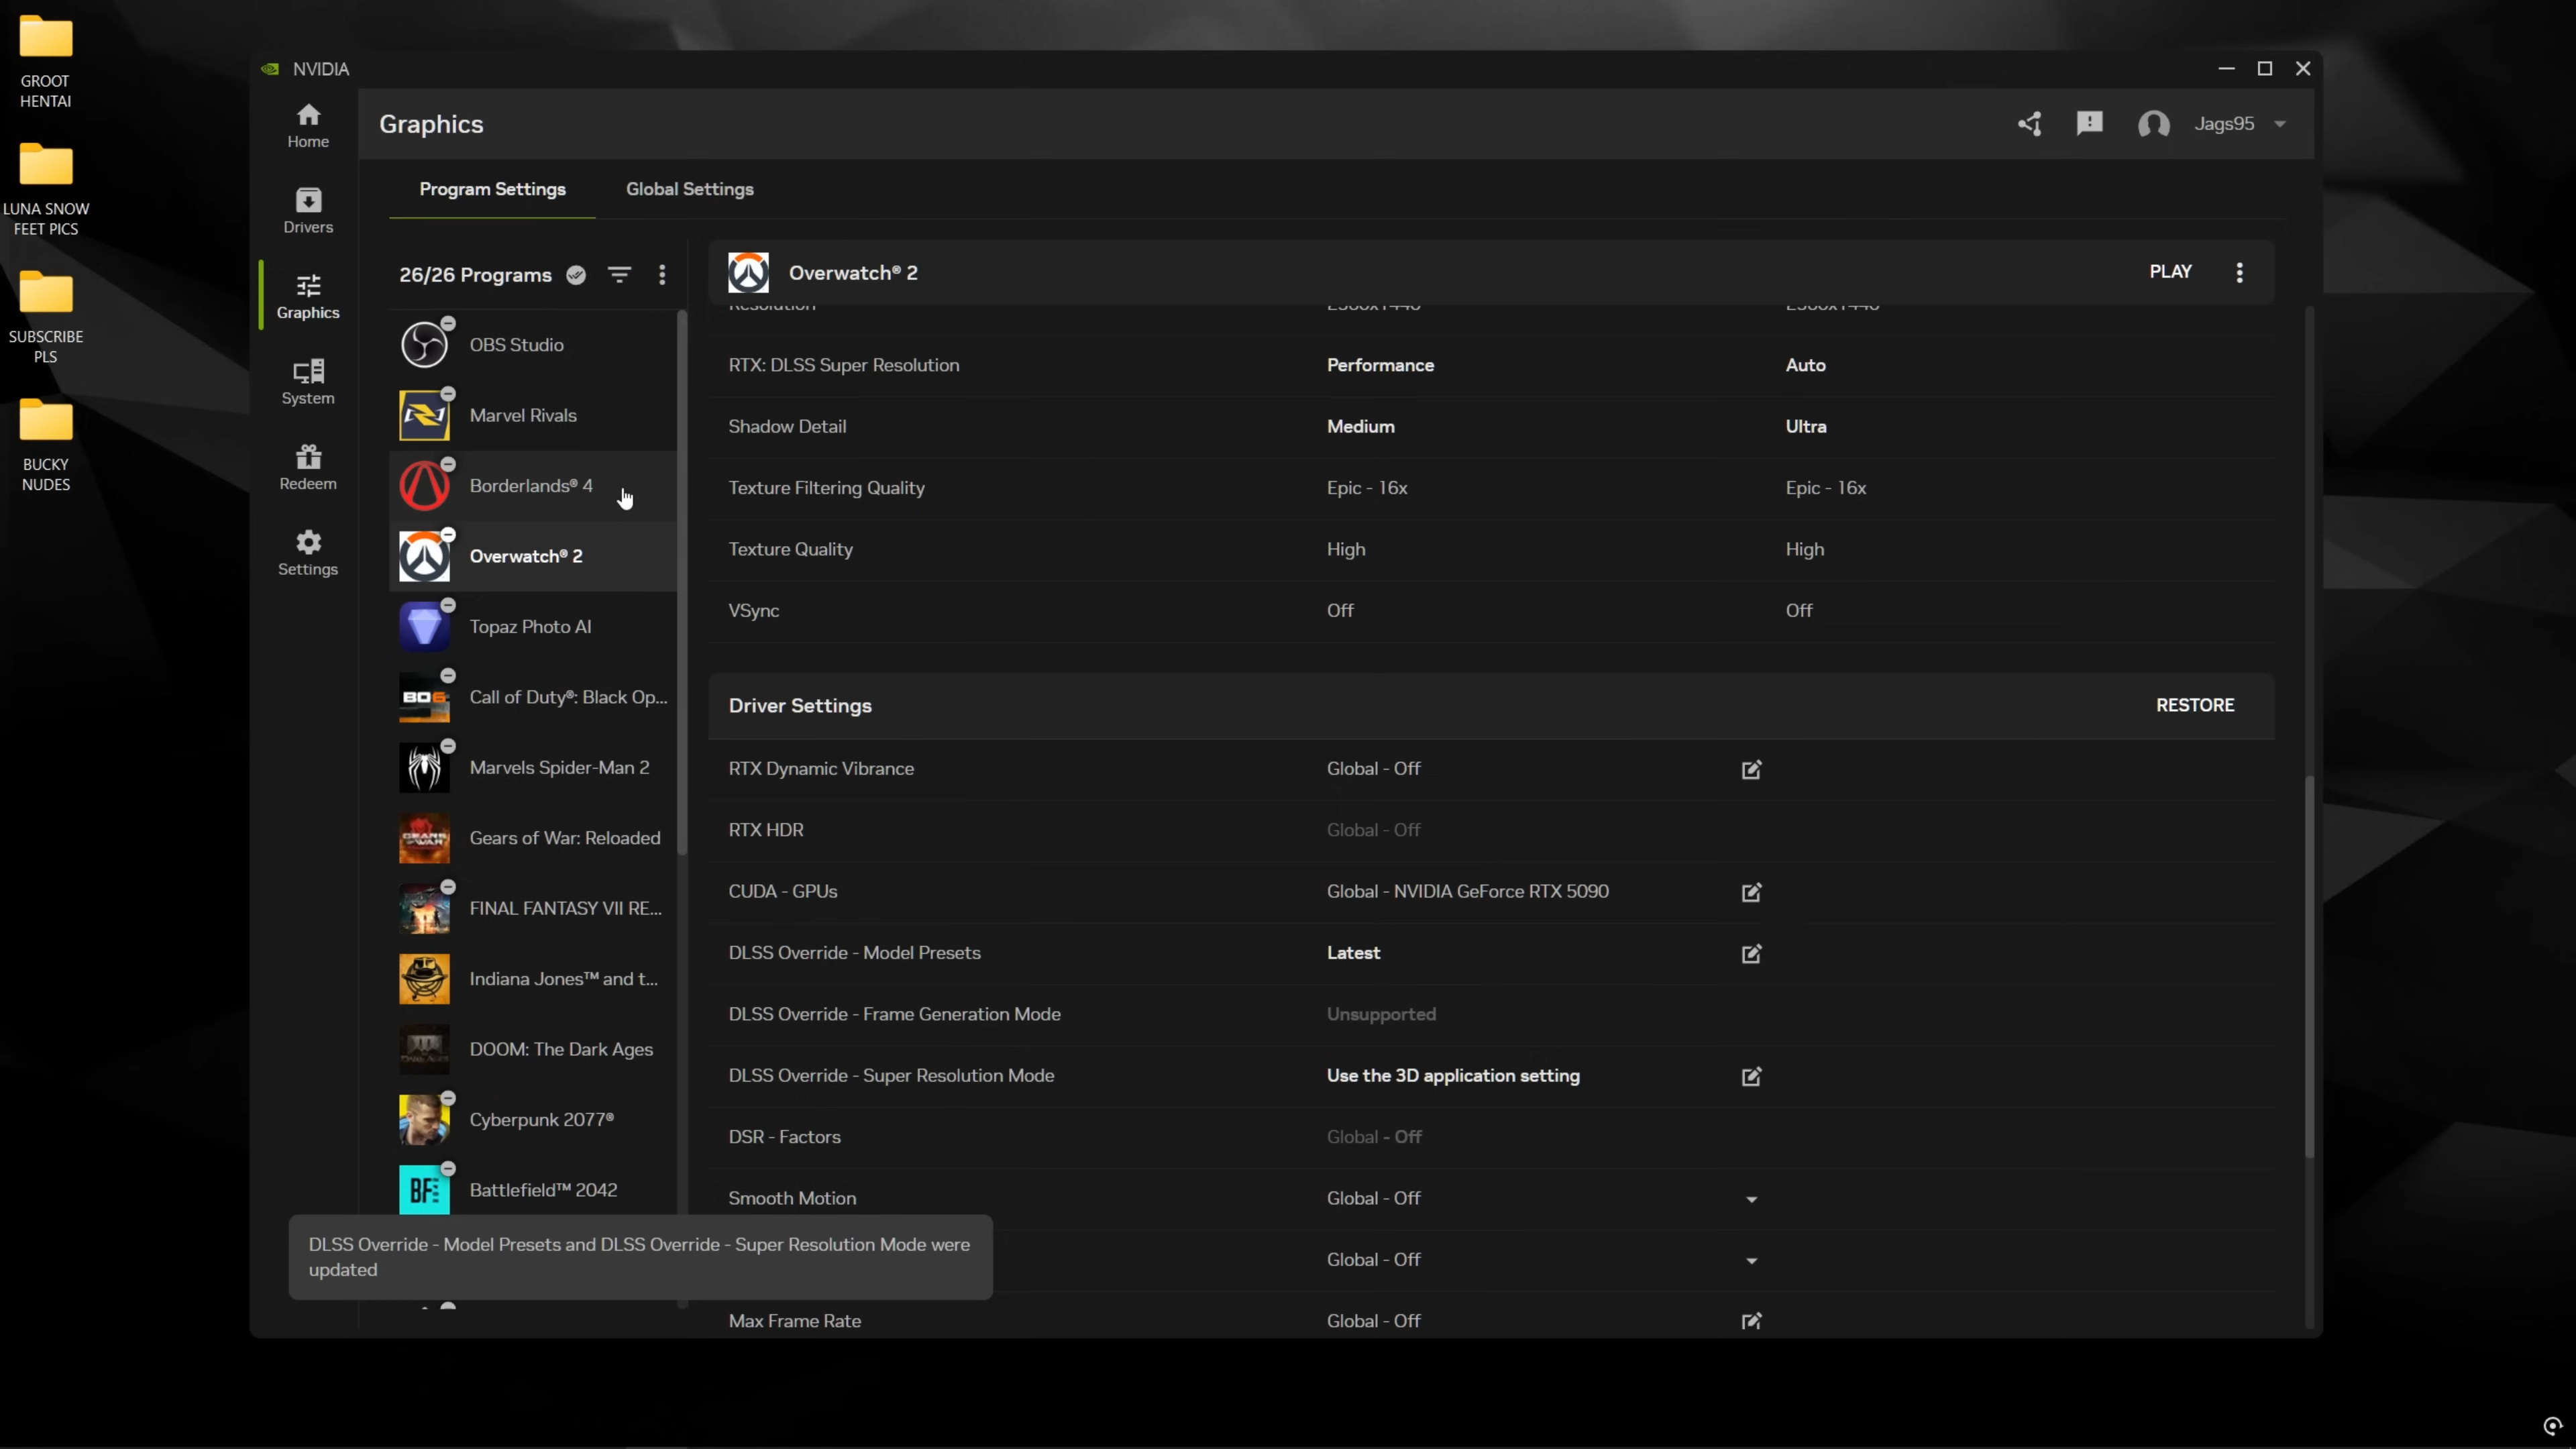 GROOT
HENTAI
LUNA SNOW
FEET PICS
SUBSCRIBE
PLS
BUCKY
NUDES
NVIDIA
Home
Drivers
Graphics
System
Redeem
Settings
Graphics
Jags95
Program Settings
Global Settings
26/26 Programs
OBS Studio
Marvel Rivals
Borderlands® 4
Overwatch® 2
Topaz Photo AI
BO6
Call of Duty®: Black Op...
Marvels Spider-Man 2
Gears of War: Reloaded
FINAL FANTASY VII RE...
Indiana Jones™ and t...
DOOM: The Dark Ages
Cyberpunk 2077®
BF
Battlefield™ 2042
Overwatch® 2
PLAY
Resolution 2560x1440 2560x1440
RTX: DLSS Super Resolution Performance Auto
Shadow Detail Medium Ultra
Texture Filtering Quality Epic - 16x Epic - 16x
Texture Quality High High
VSync Off Off
Driver Settings RESTORE
RTX Dynamic Vibrance Global - Off
RTX HDR Global - Off
CUDA - GPUs Global - NVIDIA GeForce RTX 5090
DLSS Override - Model Presets Latest
DLSS Override - Frame Generation Mode Unsupported
DLSS Override - Super Resolution Mode Use the 3D application setting
DSR - Factors Global - Off
Smooth Motion Global - Off
Global - Off
Max Frame Rate Global - Off
DLSS Override - Model Presets and DLSS Override - Super Resolution Mode were
updated